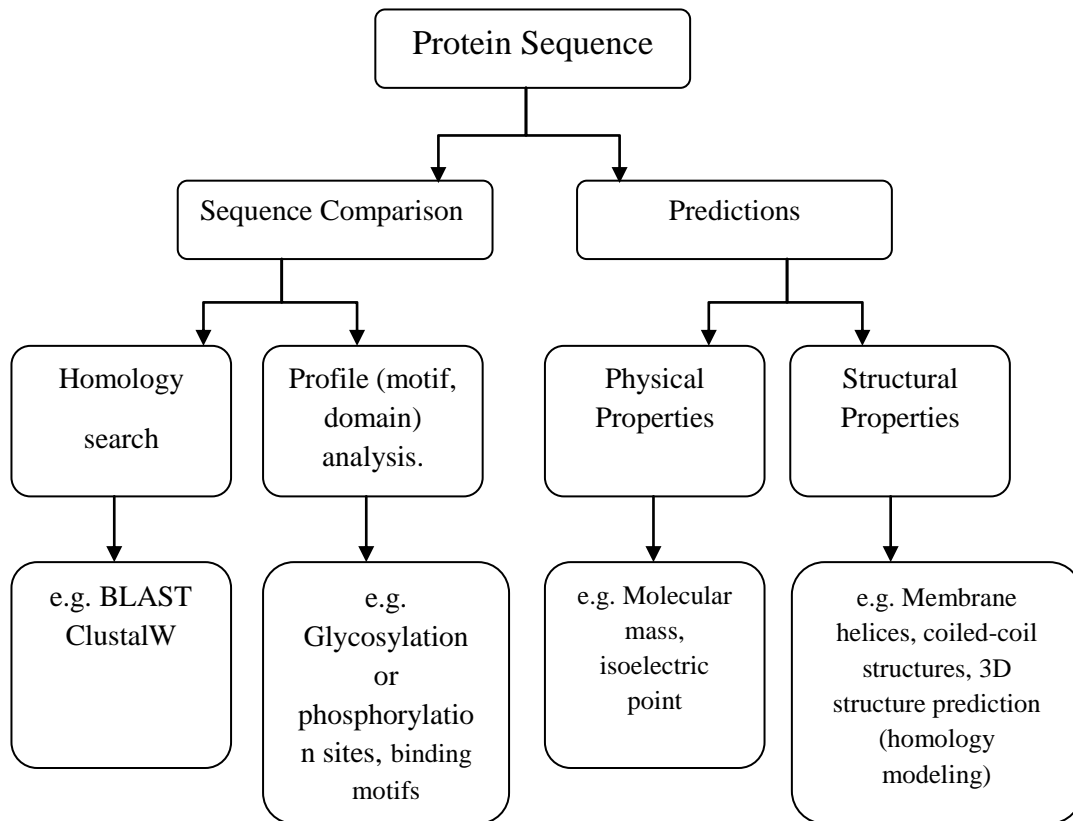 Protein Sequence
Sequence Comparison
Predictions
Homology
search
Profile (motif,
domain)
analysis.
Physical
Properties
Structural
Properties
e.g. BLAST
ClustalW
e.g.
Glycosylation
or
phosphorylatio
n sites, binding
motifs
e.g. Molecular
mass,
isoelectric
point
e.g. Membrane
helices, coiled-coil
structures, 3D
structure prediction
(homology
modeling)